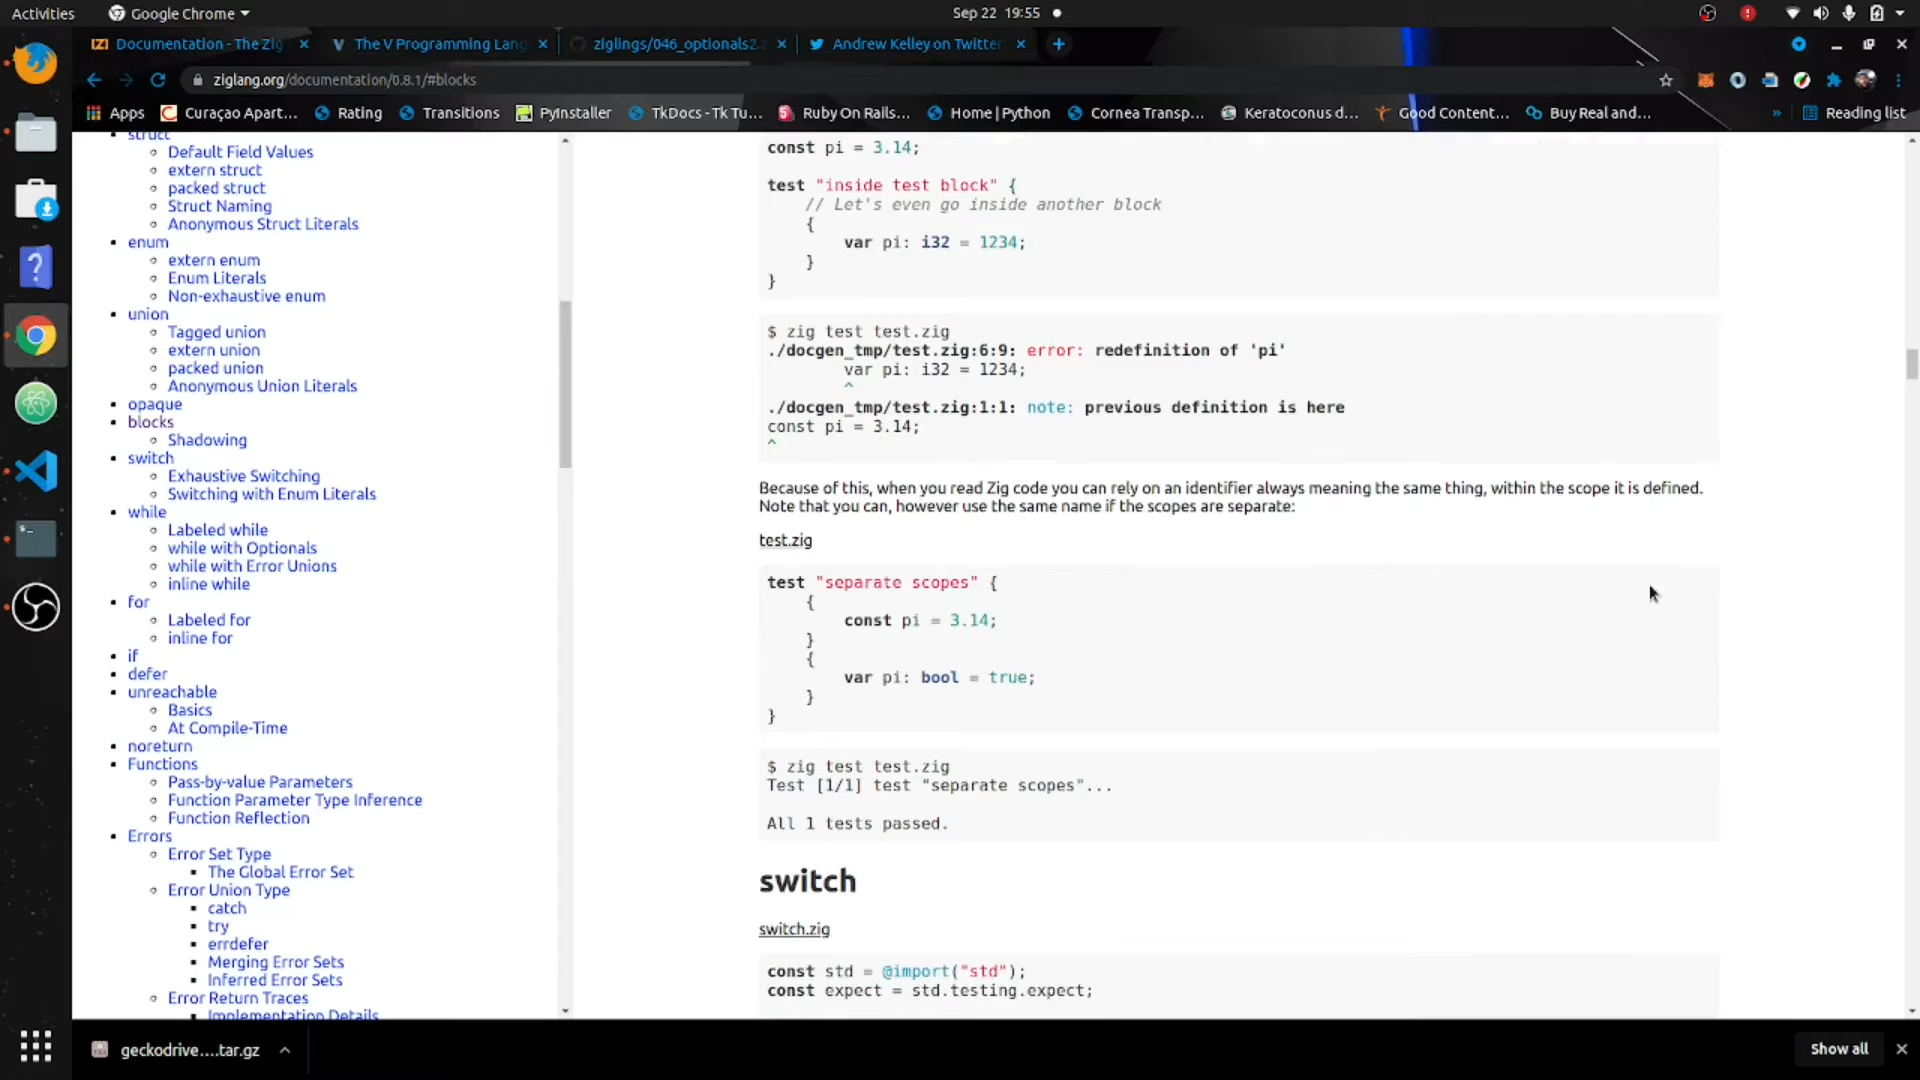 Activities
Google Chrome
Sep 22 19:55
Documentation - The Zig
The V Programming Lang
ziglings/046_optionals2.z
Andrew Kelley on Twitter
ziglang.org/documentation/0.8.1/#blocks
Apps
Curaçao Apart...
Rating
Transitions
PyInstaller
TkDocs - Tk Tu...
Ruby On Rails...
Home | Python
Cornea Transp...
Keratoconus d...
Good Content...
Buy Real and...
»
Reading list
struct
Default Field Values
extern struct
packed struct
Struct Naming
Anonymous Struct Literals
enum
extern enum
Enum Literals
Non-exhaustive enum
union
Tagged union
extern union
packed union
Anonymous Union Literals
opaque
blocks
Shadowing
switch
Exhaustive Switching
Switching with Enum Literals
while
Labeled while
while with Optionals
while with Error Unions
inline while
for
Labeled for
inline for
if
defer
unreachable
Basics
At Compile-Time
noreturn
Functions
Pass-by-value Parameters
Function Parameter Type Inference
Function Reflection
Errors
Error Set Type
The Global Error Set
Error Union Type
catch
try
errdefer
Merging Error Sets
Inferred Error Sets
Error Return Traces
Implementation Details
const pi = 3.14;
test "inside test block" {
// Let's even go inside another block
{
var pi: i32 = 1234;
}
}
$ zig test test.zig
./docgen_tmp/test.zig:6:9: error: redefinition of 'pi'
var pi: i32 = 1234;
^
./docgen_tmp/test.zig:1:1: note: previous definition is here
const pi = 3.14;
^
Because of this, when you read Zig code you can rely on an identifier always meaning the same thing, within the scope it is defined.
Note that you can, however use the same name if the scopes are separate:
test.zig
test "separate scopes" {
{
const pi = 3.14;
}
{
var pi: bool = true;
}
}
$ zig test test.zig
Test [1/1] test "separate scopes"...
All 1 tests passed.
switch
switch.zig
const std = @import("std");
const expect = std.testing.expect;
geckodrive....tar.gz
Show all